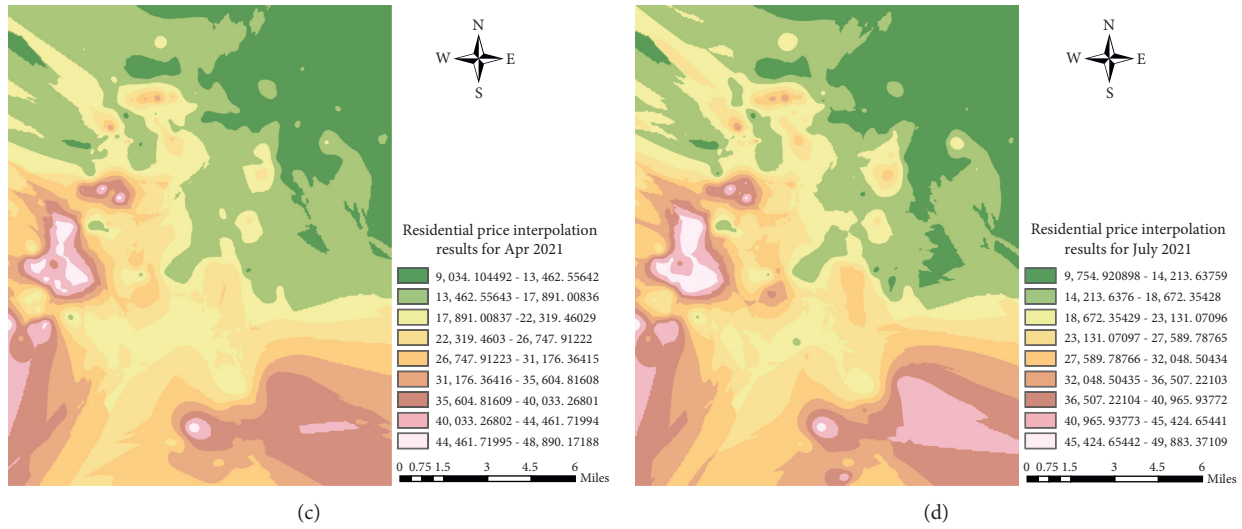 N
W E
S
Residential price interpolation
results for Apr 2021
9, 034. 104492 - 13, 462. 55642
13, 462. 55643 - 17, 891. 00836
17, 891. 00837 -22, 319. 46029
22, 319. 4603 - 26, 747. 91222
26, 747. 91223 - 31, 176. 36415
31, 176. 36416 - 35, 604. 81608
35, 604. 81609 - 40, 033. 26801
40, 033. 26802 - 44, 461. 71994
44, 461. 71995 - 48, 890. 17188
0 0.75 1.5 3 4.5 6
Miles
(c)
N
W E
S
Residential price interpolation
results for July 2021
9, 754. 920898 - 14, 213. 63759
14, 213. 6376 - 18, 672. 35428
18, 672. 35429 - 23, 131. 07096
23, 131. 07097 - 27, 589. 78765
27, 589. 78766 - 32, 048. 50434
32, 048. 50435 - 36, 507. 22103
36, 507. 22104 - 40, 965. 93772
40, 965. 93773 - 45, 424. 65441
45, 424. 65442 - 49, 883. 37109
0 0.75 1.5 3 4.5 6
Miles
(d)